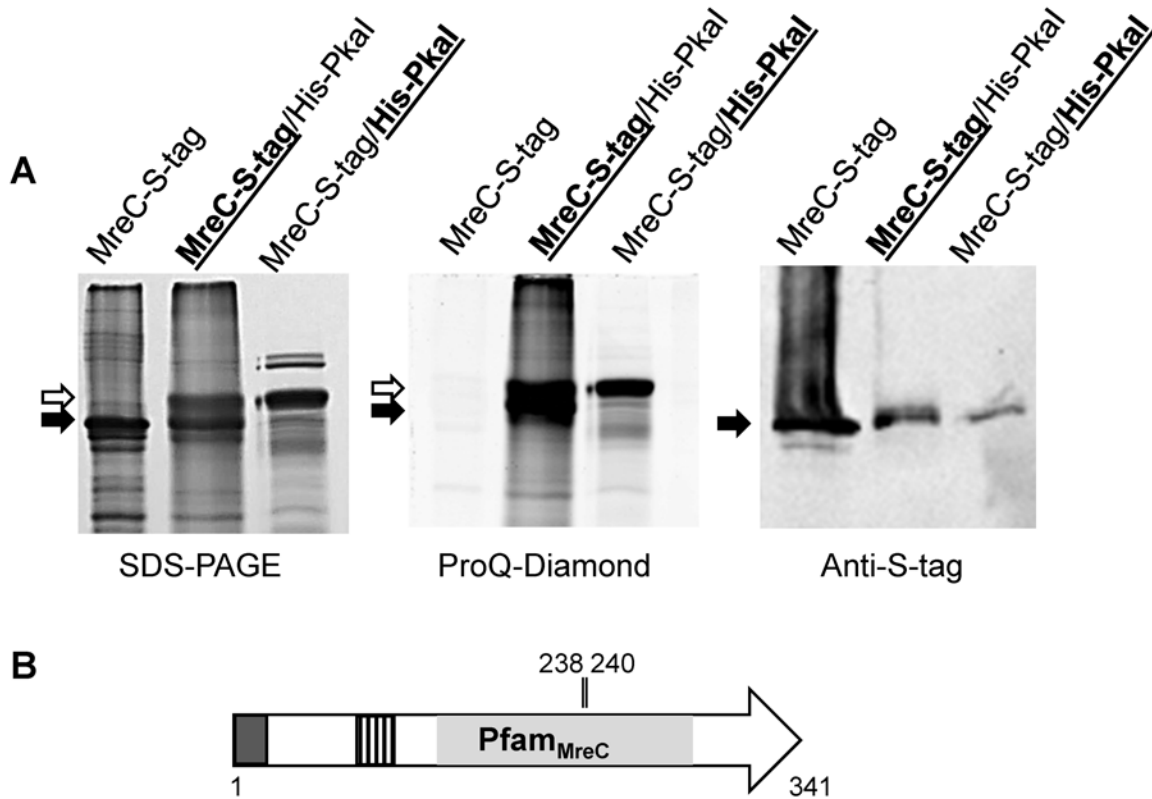 A
MreC-S-tag
MreC-S-tag/His-PkaI
MreC-S-tag/His-PkaI
MreC-S-tag
MreC-S-tag/His-PkaI
MreC-S-tag/His-PkaI
MreC-S-tag
MreC-S-tag/His-PkaI
MreC-S-tag/His-PkaI
SDS-PAGE
ProQ-Diamond
Anti-S-tag
B
238 240
PfamMreC
1
341